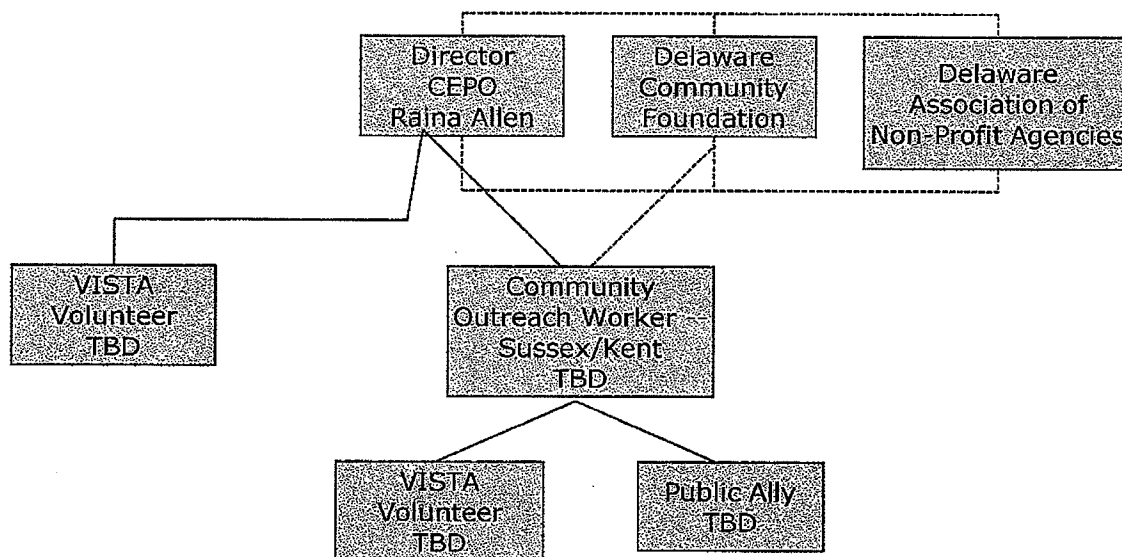 Director
CEPO
Raina Allen
Delaware
Community
Foundation
Delaware
Association of
Non-Profit Agencies
VISTA
Volunteer
TBD
Community
Outreach Worker –
Sussex/Kent
TBD
VISTA
Volunteer
TBD
Public Ally
TBD